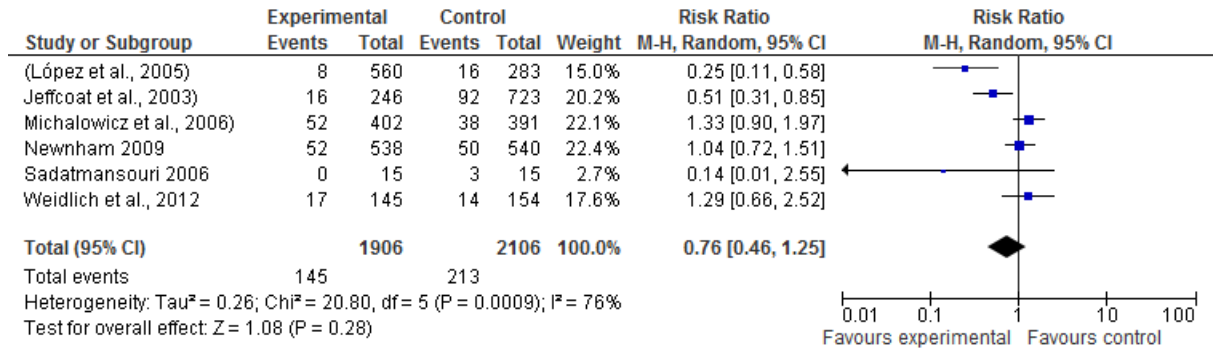 Experimental Control Risk Ratio Risk Ratio
Study or Subgroup Events Total Events Total Weight M-H, Random, 95% CI M-H, Random, 95% CI
(López et al., 2005) 8 560 16 283 15.0% 0.25 [0.11, 0.58]
Jeffcoat et al., 2003) 16 246 92 723 20.2% 0.51 [0.31, 0.85]
Michalowicz et al., 2006) 52 402 38 391 22.1% 1.33 [0.90, 1.97]
Newnham 2009 52 538 50 540 22.4% 1.04 [0.72, 1.51]
Sadatmansouri 2006 0 15 3 15 2.7% 0.14 [0.01, 2.55]
Weidlich et al., 2012 17 145 14 154 17.6% 1.29 [0.66, 2.52]
Total (95% CI) 1906 2106 100.0% 0.76 [0.46, 1.25]
Total events 145 213
Heterogeneity: Tau² = 0.26; Chi² = 20.80, df = 5 (P = 0.0009); I² = 76%
Test for overall effect: Z = 1.08 (P = 0.28)
0.01 0.1 1 10 100
Favours experimental Favours control